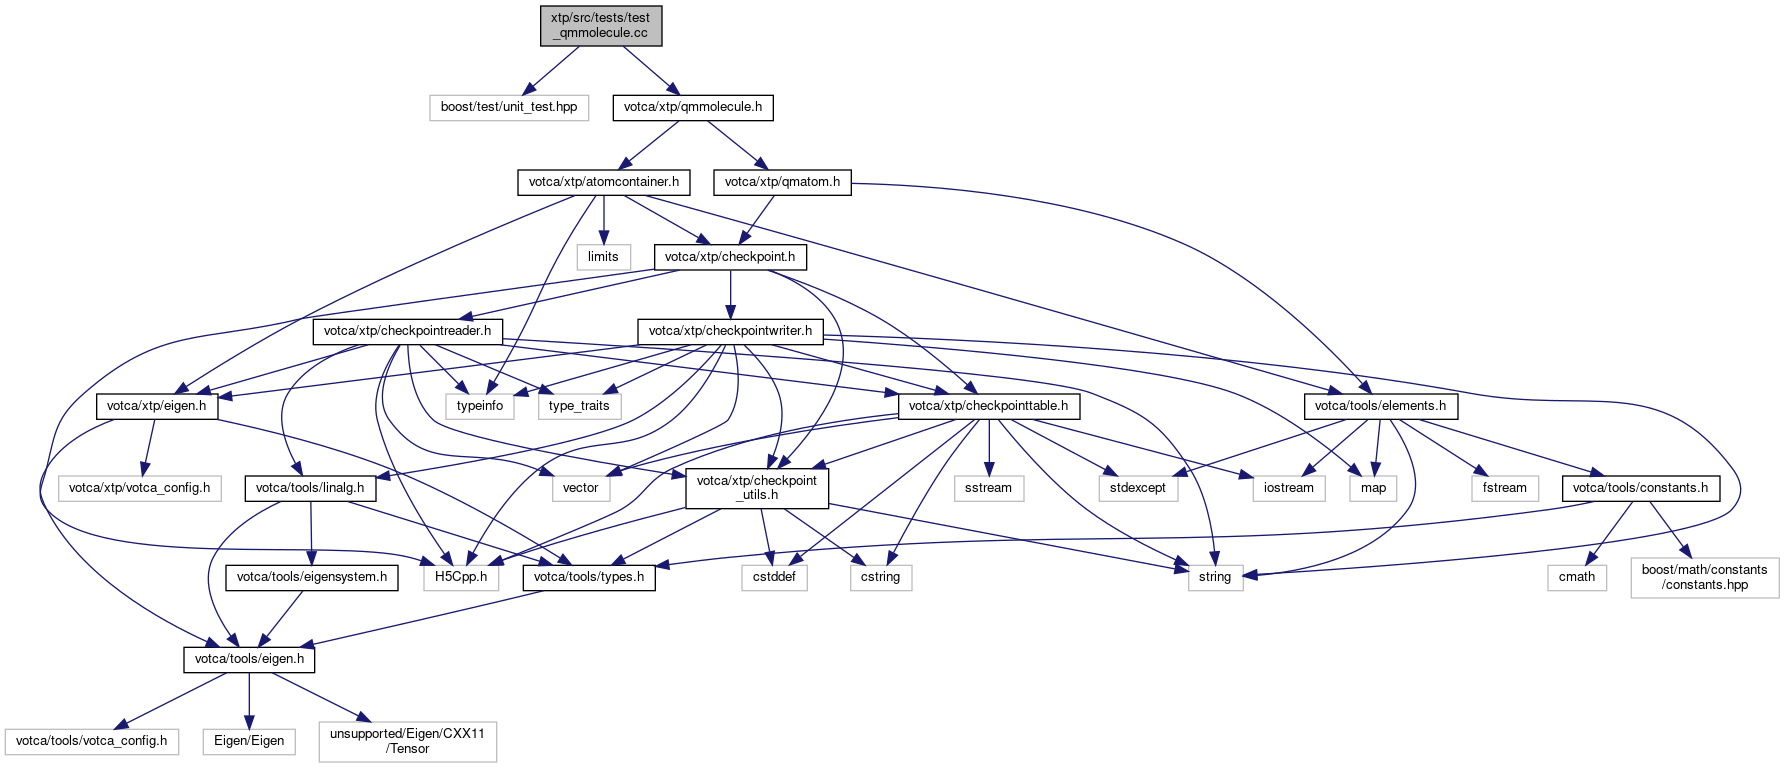 xtp/src/tests/test
_qmmolecule.cc
boost/test/unit_test.hpp
votca/xtp/qmmolecule.h
votca/xtp/atomcontainer.h
votca/xtp/qmatom.h
limits
votca/xtp/checkpoint.h
votca/xtp/checkpointreader.h
votca/xtp/checkpointwriter.h
votca/xtp/eigen.h
typeinfo
type_traits
votca/xtp/checkpointtable.h
votca/tools/elements.h
votca/xtp/votca_config.h
votca/tools/linalg.h
vector
votca/xtp/checkpoint
_utils.h
sstream
stdexcept
iostream
map
fstream
votca/tools/constants.h
votca/tools/eigensystem.h
H5Cpp.h
votca/tools/types.h
cstddef
cstring
string
cmath
boost/math/constants
/constants.hpp
votca/tools/eigen.h
votca/tools/votca_config.h
Eigen/Eigen
unsupported/Eigen/CXX11
/Tensor